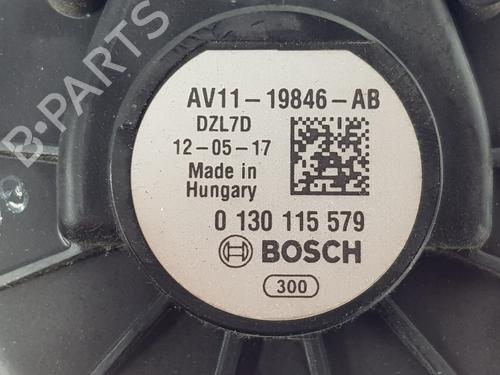 B-PARTS
AV11-19846-AB
DZL7D
12-05-17
Made in
Hungary
0 130 115 579
BOSCH
300